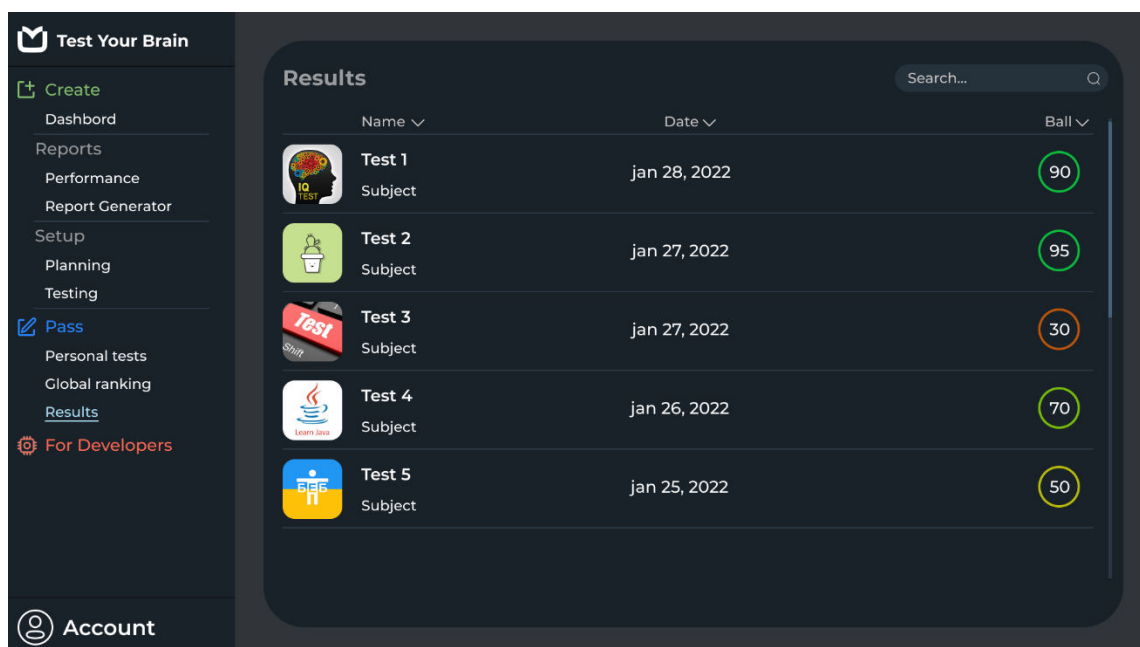 Test Your Brain
Create
Dashbord
Reports
Performance
Report Generator
Setup
Planning
Testing
Pass
Personal tests
Global ranking
Results
For Developers
Account
Results
Search...
Name Date Ball
IQ
TEST
Test 1
Subject
jan 28, 2022
90
Test 2
Subject
jan 27, 2022
95
Test
Shift
Test 3
Subject
jan 27, 2022
30
Learn Java
Test 4
Subject
jan 26, 2022
70
Test 5
Subject
jan 25, 2022
50